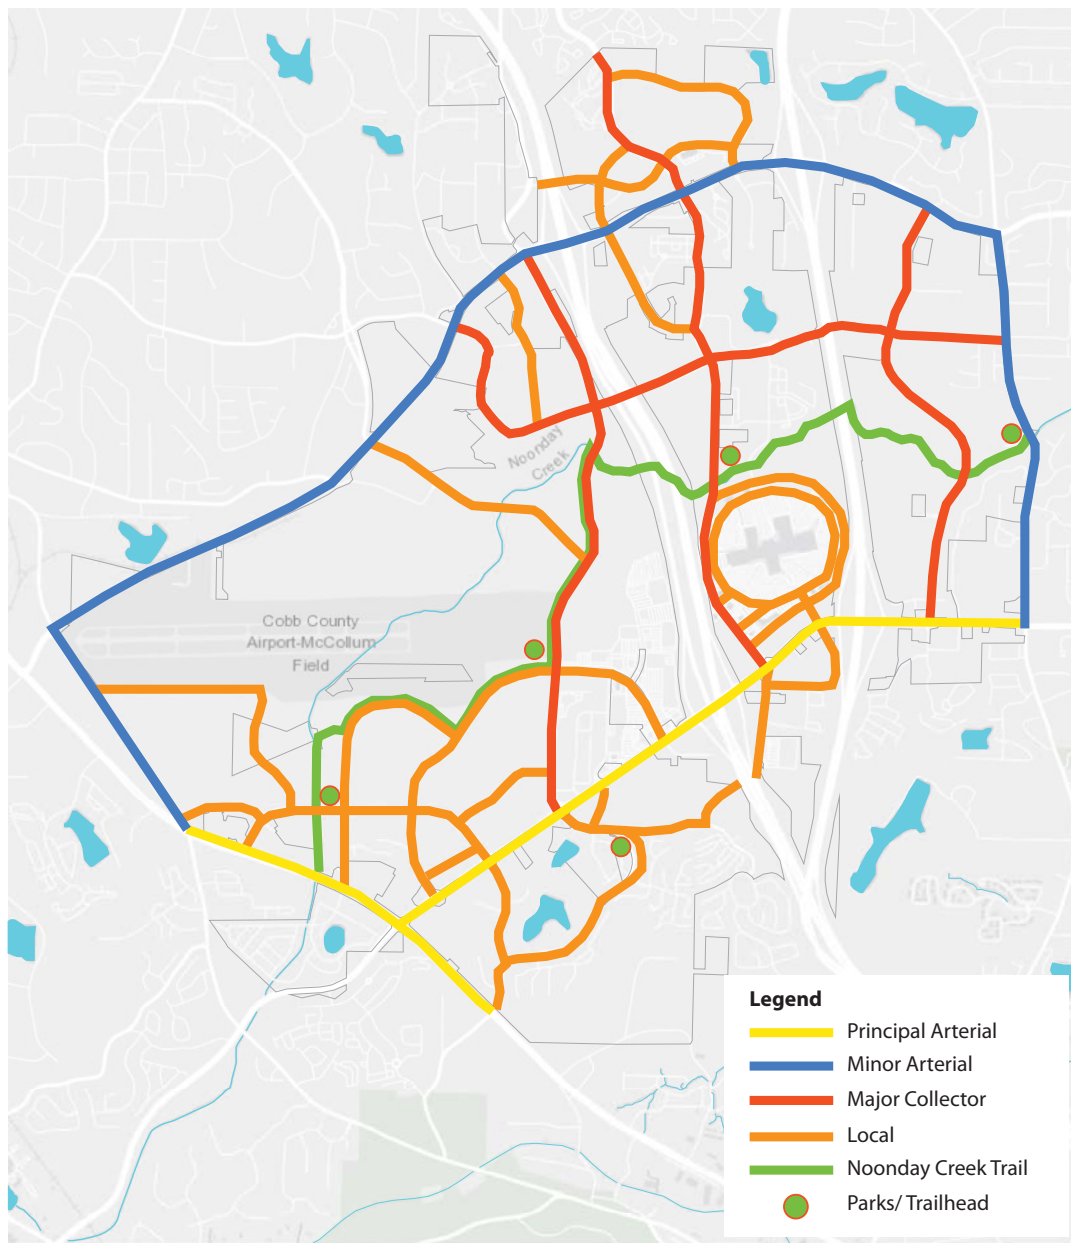 Noonday
Creek
Cobb County
Airport-McCollum
Field
Legend
Principal Arterial
Minor Arterial
Major Collector
Local
Noonday Creek Trail
Parks/ Trailhead